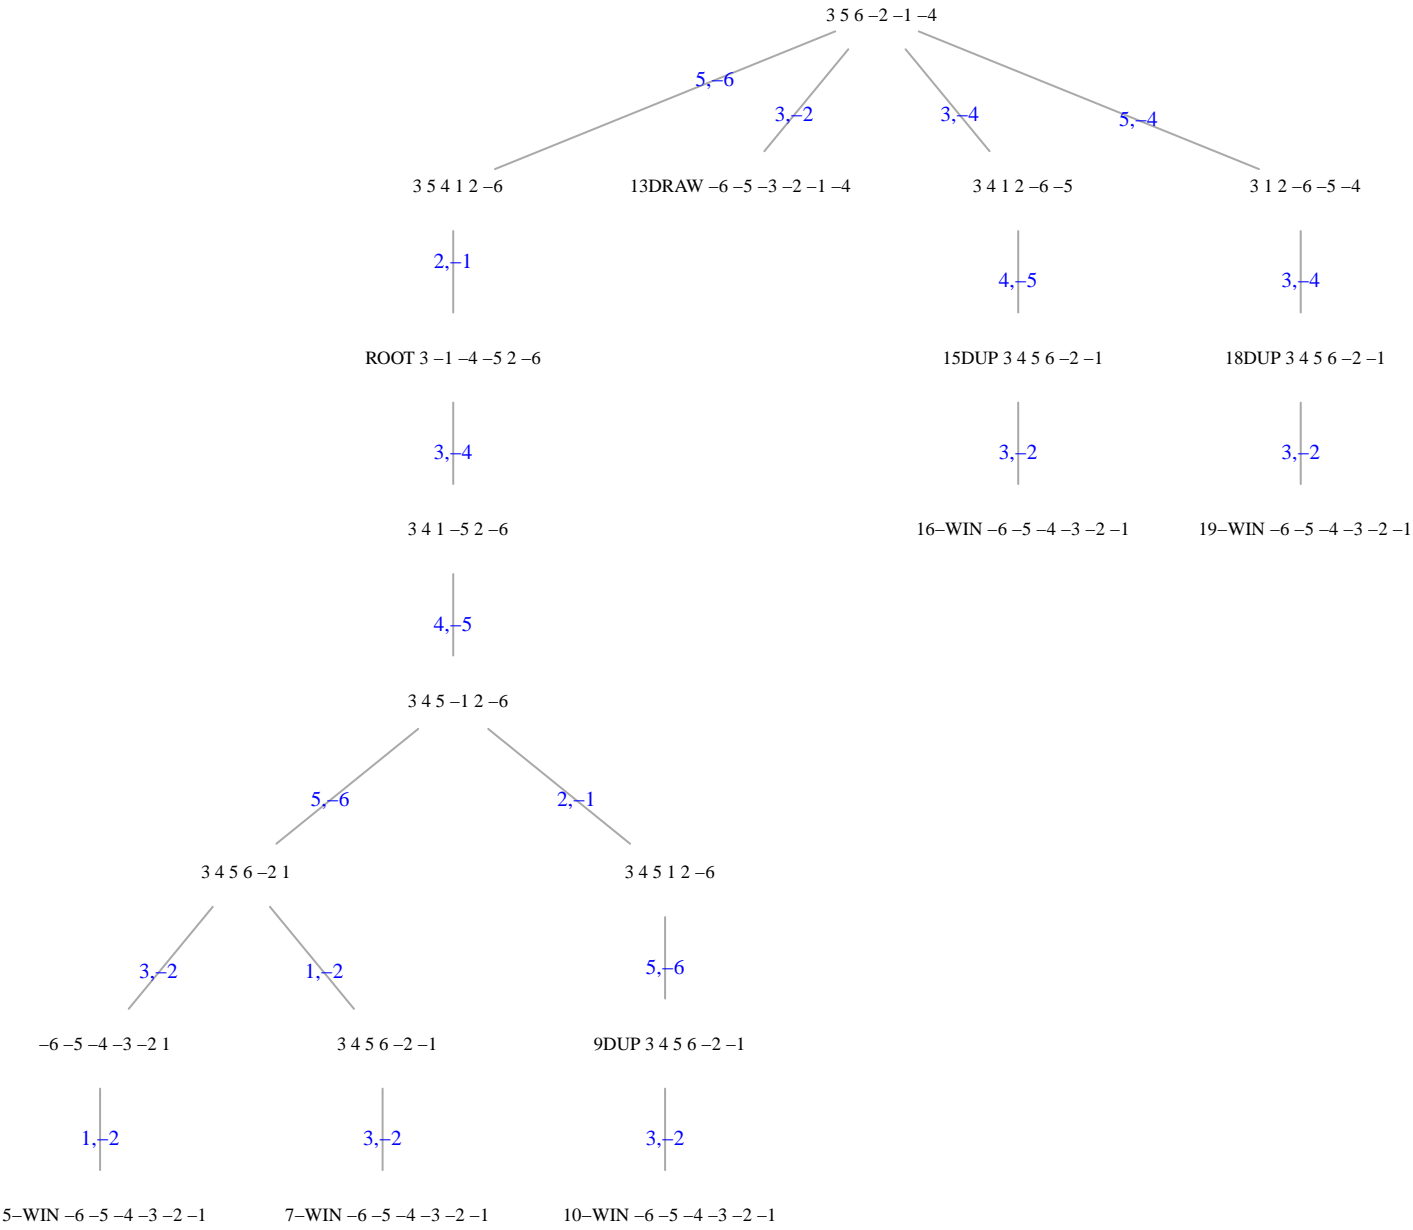 3 5 6 –2 –1 –4
5,–6
3,–2
3,–4
5,–4
3 5 4 1 2 –6
13DRAW –6 –5 –3 –2 –1 –4
3 4 1 2 –6 –5
3 1 2 –6 –5 –4
2,–1
4,–5
3,–4
ROOT 3 –1 –4 –5 2 –6
15DUP 3 4 5 6 –2 –1
18DUP 3 4 5 6 –2 –1
3,–4
3,–2
3,–2
3 4 1 –5 2 –6
16–WIN –6 –5 –4 –3 –2 –1
19–WIN –6 –5 –4 –3 –2 –1
4,–5
3 4 5 –1 2 –6
5,–6
2,–1
3 4 5 6 –2 1
3 4 5 1 2 –6
3,–2
1,–2
5,–6
–6 –5 –4 –3 –2 1
3 4 5 6 –2 –1
9DUP 3 4 5 6 –2 –1
1,–2
3,–2
3,–2
5–WIN –6 –5 –4 –3 –2 –1
7–WIN –6 –5 –4 –3 –2 –1
10–WIN –6 –5 –4 –3 –2 –1